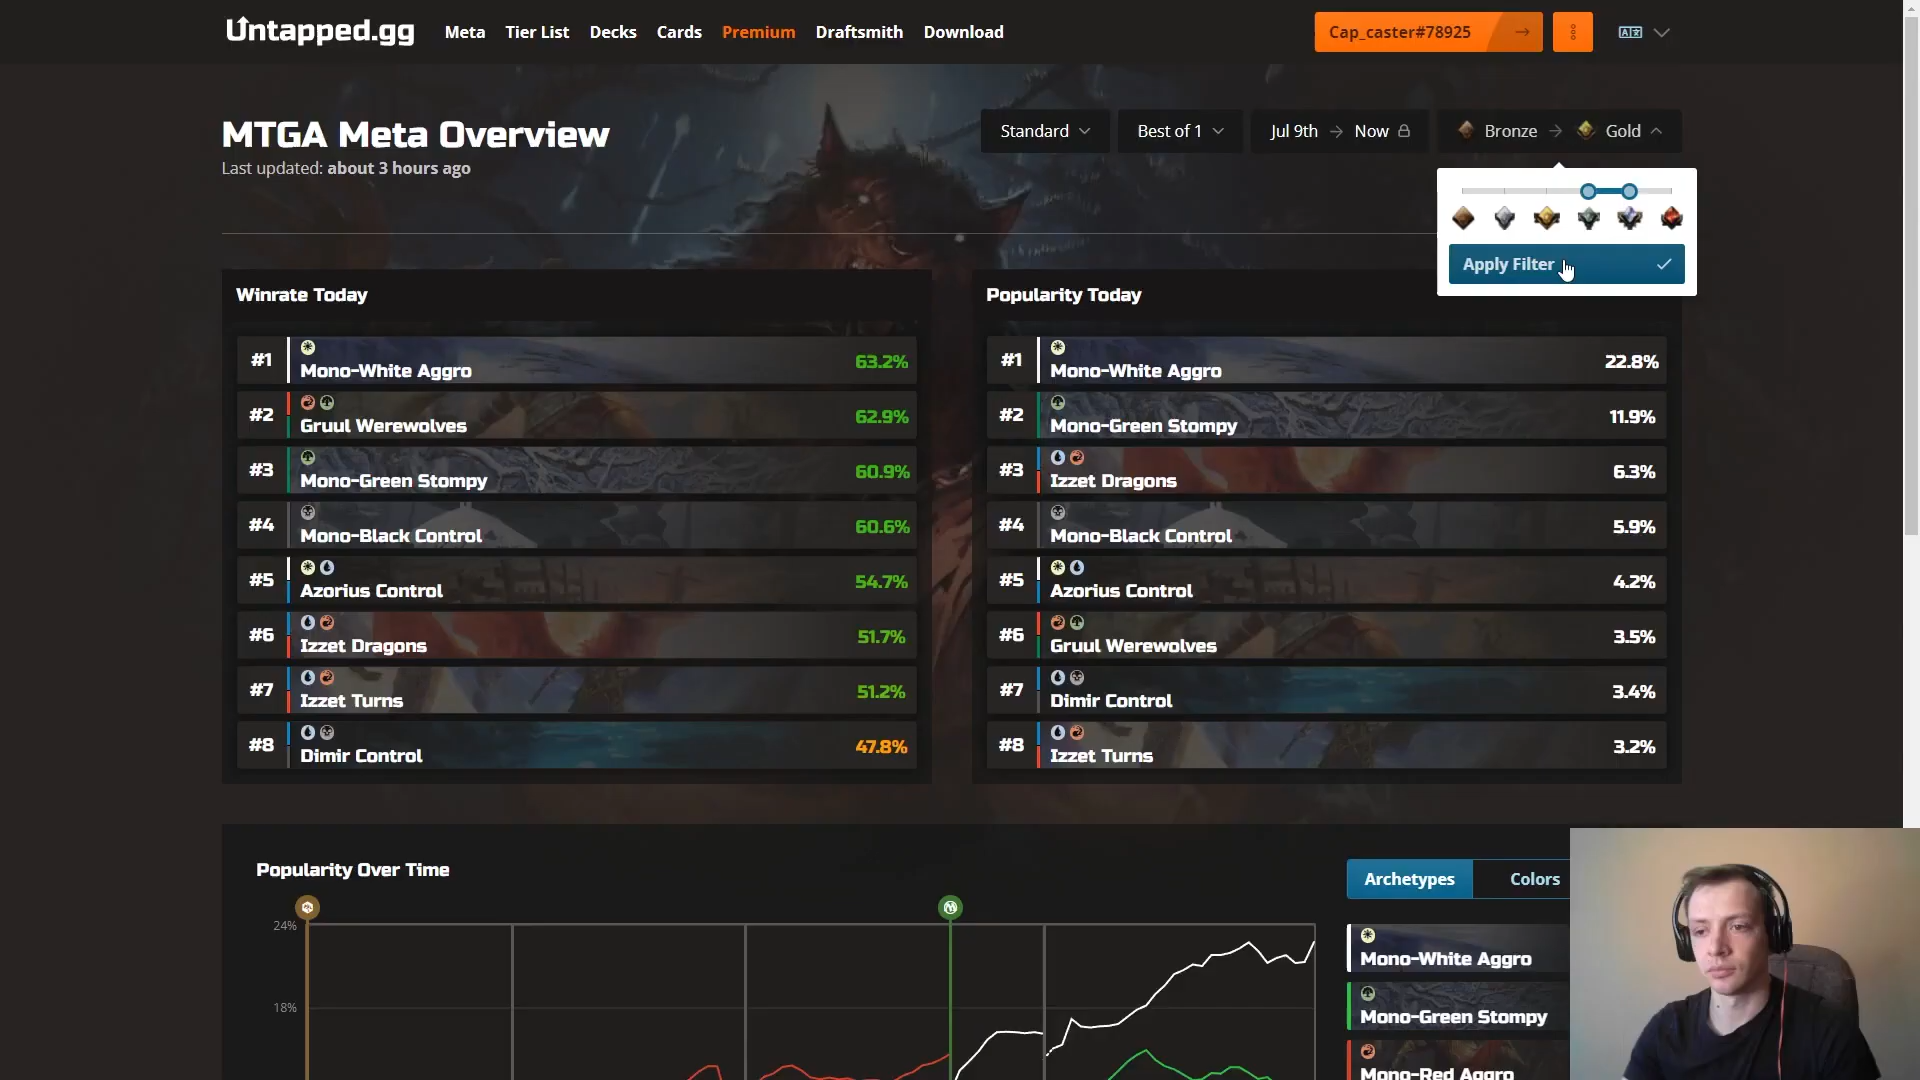 Untapped.gg
Meta
Tier List
Decks
Cards
Premium
Draftsmith
Download
Cap_caster#78925
MTGA Meta Overview
Last updated: about 3 hours ago
Standard
Best of 1
Jul 9th → Now
Bronze → Gold
Apply Filter
Winrate Today
#1 Mono-White Aggro 63.2%
#2 Gruul Werewolves 62.9%
#3 Mono-Green Stompy 60.9%
#4 Mono-Black Control 60.6%
#5 Azorius Control 54.7%
#6 Izzet Dragons 51.7%
#7 Izzet Turns 51.2%
#8 Dimir Control 47.8%
Popularity Today
#1 Mono-White Aggro 22.8%
#2 Mono-Green Stompy 11.9%
#3 Izzet Dragons 6.3%
#4 Mono-Black Control 5.9%
#5 Azorius Control 4.2%
#6 Gruul Werewolves 3.5%
#7 Dimir Control 3.4%
#8 Izzet Turns 3.2%
Popularity Over Time
24%
18%
Archetypes
Colors
Mono-White Aggro
Mono-Green Stompy
Mono-Red Aggro